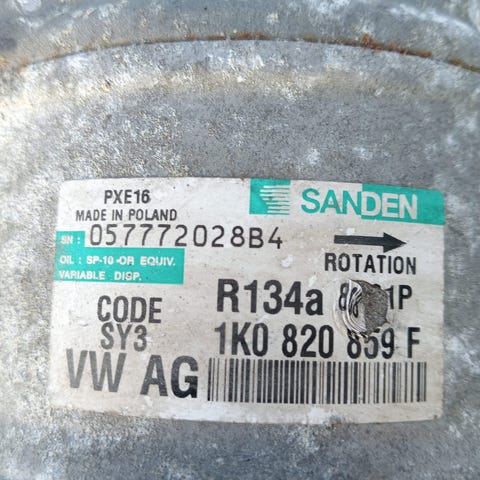 PXE16
MADE IN POLAND
SANDEN
SN : 057772028B4
OIL : SP-10 OR EQUIV.
VARIABLE DISP.
ROTATION
CODE
SY3
R134a
1K0 820 859 F
VW AG